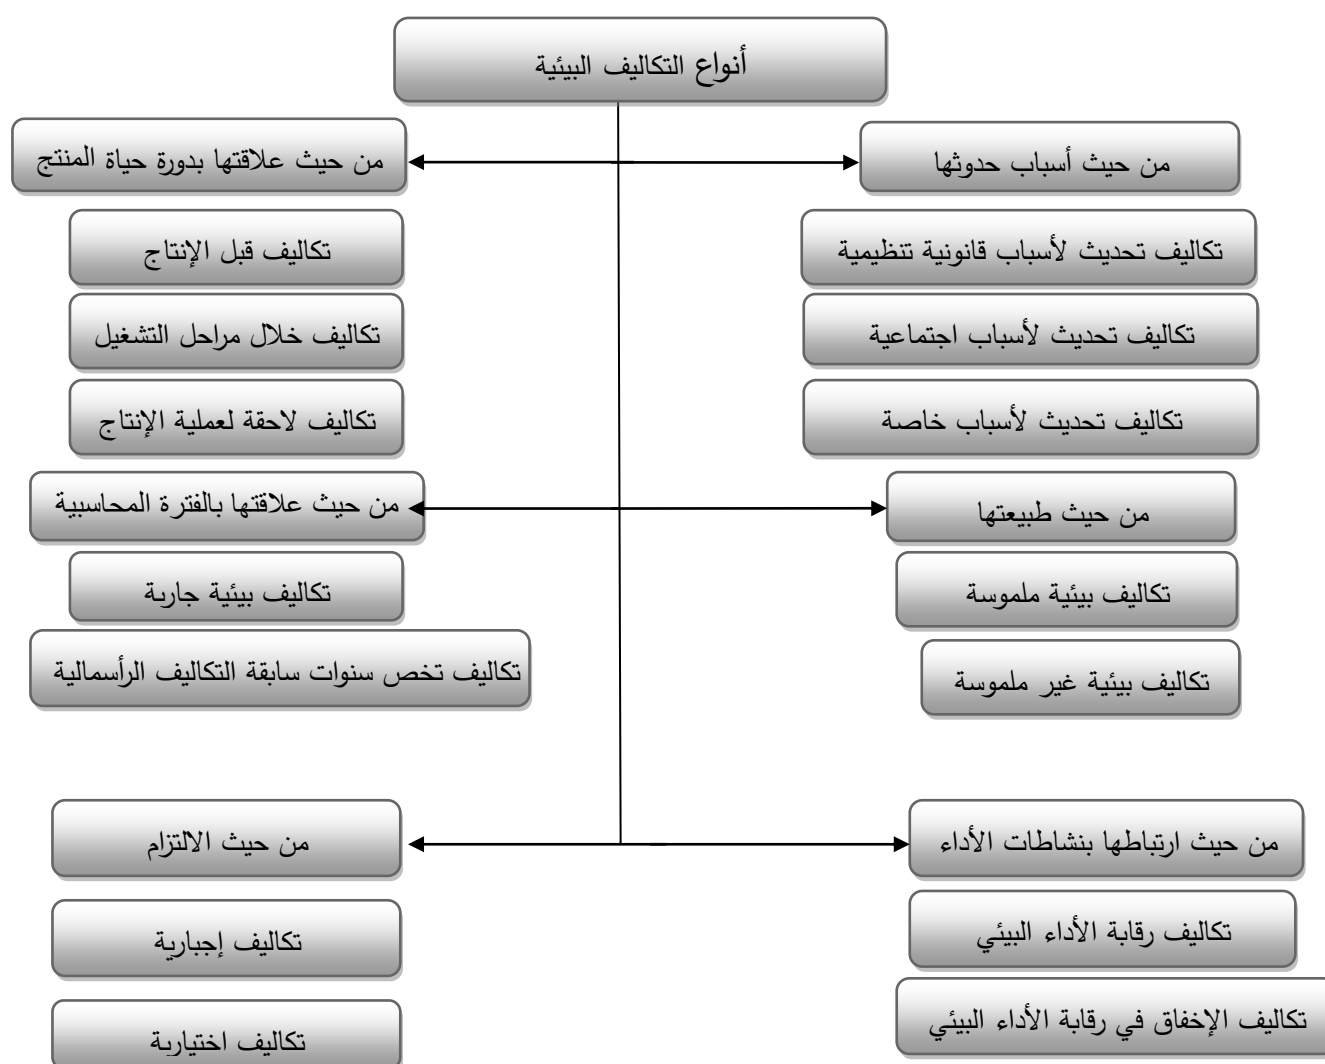 أنواع التكاليف البيئية
من حيث أسباب حدوثها
تكاليف تحديث لأسباب قانونية تنظيمية
تكاليف تحديث لأسباب اجتماعية
تكاليف تحديث لأسباب خاصة
من حيث علاقتها بدورة حياة المنتج
تكاليف قبل الإنتاج
تكاليف خلال مراحل التشغيل
تكاليف لاحقة لعملية الإنتاج
من حيث طبيعتها
تكاليف بيئية ملموسة
تكاليف بيئية غير ملموسة
من حيث علاقتها بالفترة المحاسبية
تكاليف بيئية جارية
تكاليف تخص سنوات سابقة التكاليف الرأسمالية
من حيث ارتباطها بنشاطات الأداء
تكاليف رقابة الأداء البيئي
تكاليف الإخفاق في رقابة الأداء البيئي
من حيث الالتزام
تكاليف إجبارية
تكاليف اختيارية